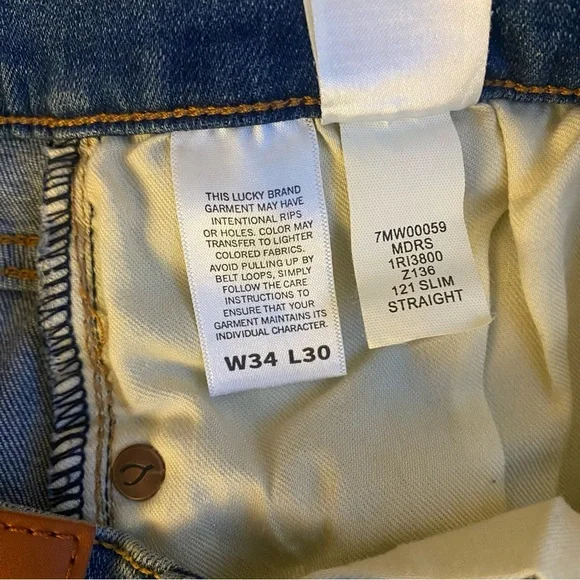 THIS LUCKY BRAND
GARMENT MAY HAVE
INTENTIONAL RIPS
OR HOLES. COLOR MAY
TRANSFER TO LIGHTER
COLORED FABRICS.
AVOID PULLING UP BY
BELT LOOPS, SIMPLY
FOLLOW THE CARE
INSTRUCTIONS TO
ENSURE THAT YOUR
GARMENT MAINTAINS ITS
INDIVIDUAL CHARACTER.
W34 L30
7MW00059
MDRS
1RI3800
Z136
121 SLIM
STRAIGHT